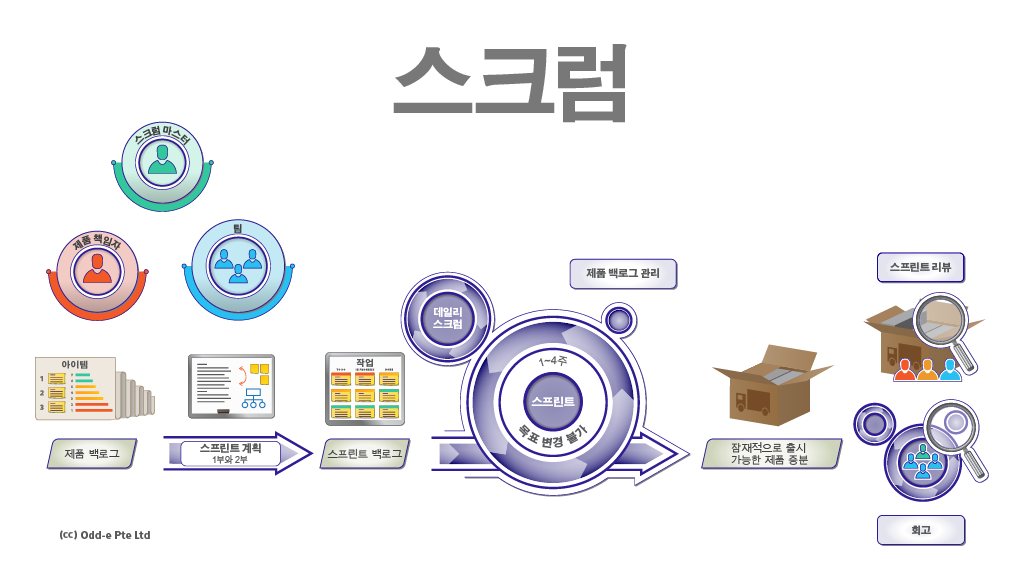 스크럼
스크럼 마스터
제품 책임자
팀
제품 백로그 관리
스프린트 리뷰
데일리
스크럼
아이템
1
2
3
작업
1~4주
스프린트
목표 변경 불가
제품 백로그
스프린트 계획
1부와 2부
스프린트 백로그
잠재적으로 출시
가능한 제품 증분
회고
(cc) Odd-e Pte Ltd